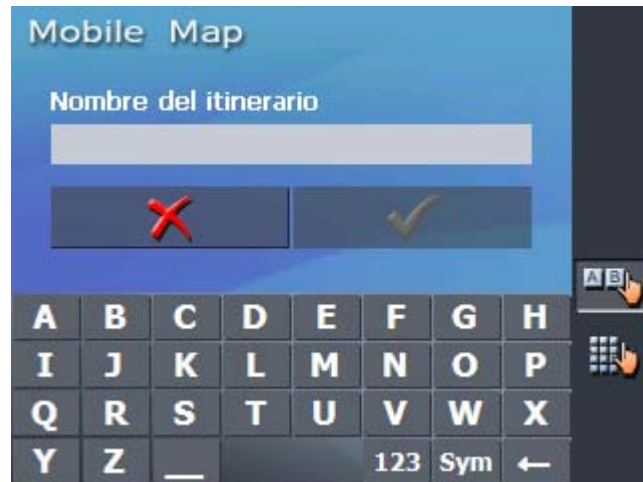 Mobile Map
Nombre del itinerario
A B
A B C D E F G H
I J K L M N O P
Q R S T U V W X
Y Z _ 123 Sym ←